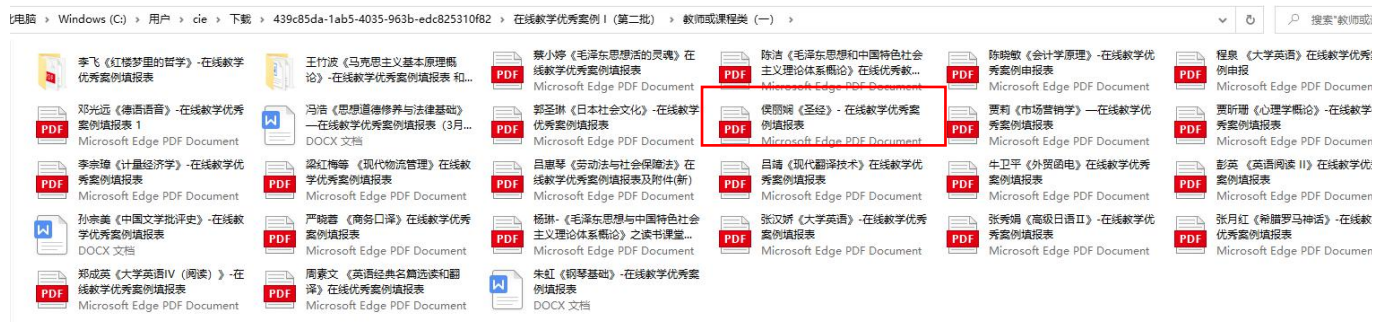 此电脑 › Windows (C:) › 用户 › cie › 下载 › 439c85da-1ab5-4035-963b-edc825310f82 › 在线教学优秀案例Ⅰ(第二批) › 教师或课程类 (一) ›
搜索"教师或
李飞《红楼梦里的哲学》-在线教学
优秀案例填报表
王竹波《马克思主义基本原理概
论》-在线教学优秀案例填报表 和...
PDF
蔡小婷《毛泽东思想活的灵魂》在
线教学优秀案例填报表
Microsoft Edge PDF Document
PDF
陈洁《毛泽东思想和中国特色社会
主义理论体系概论》在线优秀教...
Microsoft Edge PDF Document
PDF
陈晓敏《会计学原理》-在线教学优
秀案例申报表
Microsoft Edge PDF Document
PDF
程泉 《大学英语》在线教学优秀
例申报
Microsoft Edge PDF Documen
PDF
邓光远《德语语音》-在线教学优秀
案例填报表 1
Microsoft Edge PDF Document
W
冯洁《思想道德修养与法律基础》
—在线教学优秀案例填报表(3月...
DOCX 文档
PDF
郭圣琳《日本社会文化》-在线教学
优秀案例填报表
Microsoft Edge PDF Document
PDF
侯丽娴《圣经》- 在线教学优秀案
例填报表
Microsoft Edge PDF Document
PDF
贾莉《市场营销学》—在线教学优
秀案例填报表
Microsoft Edge PDF Document
PDF
贾昕珊《心理学概论》-在线教学
秀案例填报表
Microsoft Edge PDF Documen
PDF
李宗璋《计量经济学》-在线教学优
秀案例填报表
Microsoft Edge PDF Document
PDF
梁红梅等 《现代物流管理》在线教
学优秀案例填报表
Microsoft Edge PDF Document
PDF
吕惠琴《劳动法与社会保障法》在
线教学优秀案例填报表及附件(新)
Microsoft Edge PDF Document
PDF
吕靖《现代翻译技术》在线教学优
秀案例填报表
Microsoft Edge PDF Document
PDF
牛卫平《外贸函电》在线教学优秀
案例填报表
Microsoft Edge PDF Document
PDF
彭英 《英语阅读 II》在线教学优
案例填报表
Microsoft Edge PDF Documen
W
孙宗美《中国文学批评史》-在线教
学优秀案例填报表
DOCX 文档
PDF
严晓蓉 《商务口译》在线教学优秀
案例填报表
Microsoft Edge PDF Document
PDF
杨琳-《毛泽东思想与中国特色社会
主义理论体系概论》之读书课堂...
Microsoft Edge PDF Document
PDF
张汉娇《大学英语》-在线教学优秀
案例填报表
Microsoft Edge PDF Document
PDF
张秀娟《高级日语Ⅱ》-在线教学优
秀案例填报表
Microsoft Edge PDF Document
PDF
张月红《希腊罗马神话》-在线教
优秀案例填报表
Microsoft Edge PDF Documen
PDF
郑成英《大学英语IV (阅读) 》-在
线教学优秀案例填报表
Microsoft Edge PDF Document
PDF
周素文 《英语经典名篇选读和翻
译》在线优秀案例填报表
Microsoft Edge PDF Document
W
朱虹《钢琴基础》-在线教学优秀案
例填报表
DOCX 文档